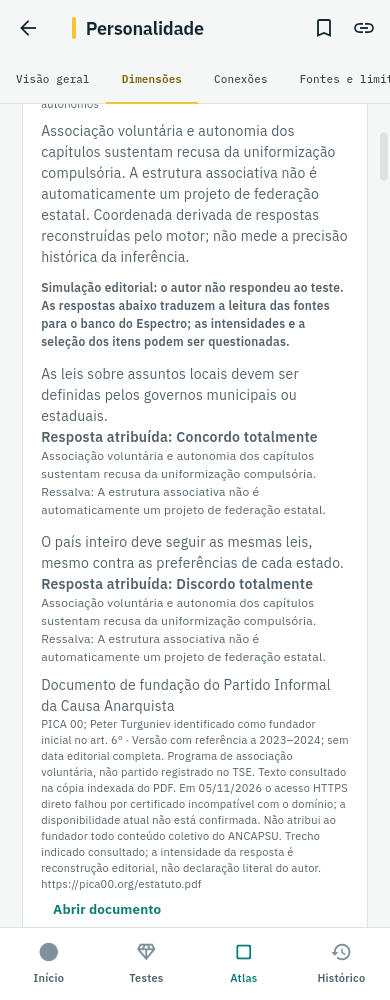 Personalidade
Visão geral
Dimensões
Conexões
Fontes e limit
autônomos
Associação voluntária e autonomia dos
capítulos sustentam recusa da uniformização
compulsória. A estrutura associativa não é
automaticamente um projeto de federação
estatal. Coordenada derivada de respostas
reconstruídas pelo motor; não mede a precisão
histórica da inferência.
Simulação editorial: o autor não respondeu ao teste.
As respostas abaixo traduzem a leitura das fontes
para o banco do Espectro; as intensidades e a
seleção dos itens podem ser questionadas.
As leis sobre assuntos locais devem ser
definidas pelos governos municipais ou
estaduais.
Resposta atribuída: Concordo totalmente
Associação voluntária e autonomia dos capítulos
sustentam recusa da uniformização compulsória.
Ressalva: A estrutura associativa não é
automaticamente um projeto de federação estatal.
O país inteiro deve seguir as mesmas leis,
mesmo contra as preferências de cada estado.
Resposta atribuída: Discordo totalmente
Associação voluntária e autonomia dos capítulos
sustentam recusa da uniformização compulsória.
Ressalva: A estrutura associativa não é
automaticamente um projeto de federação estatal.
Documento de fundação do Partido Informal
da Causa Anarquista
PICA 00; Peter Turguniev identificado como fundador
inicial no art. 6º · Versão com referência a 2023–2024; sem
data editorial completa. Programa de associação
voluntária, não partido registrado no TSE. Texto consultado
na cópia indexada do PDF. Em 05/11/2026 o acesso HTTPS
direto falhou por certificado incompatível com o domínio; a
disponibilidade atual não está confirmada. Não atribui ao
fundador todo conteúdo coletivo do ANCAPSU. Trecho
indicado consultado; a intensidade da resposta é
reconstrução editorial, não declaração literal do autor.
https://pica00.org/estatuto.pdf
Abrir documento
Início
Testes
Atlas
Histórico